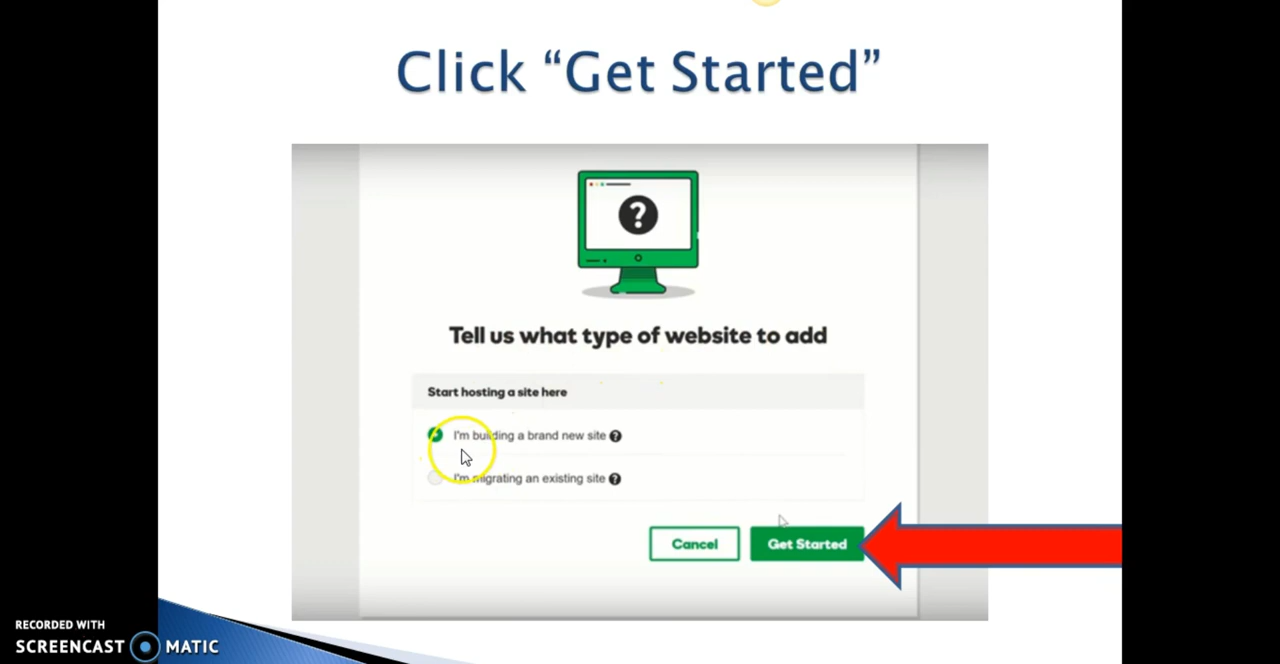 Click “Get Started”
?
Tell us what type of website to add
Start hosting a site here
I'm building a brand new site ?
I'm migrating an existing site ?
Cancel
Get Started
RECORDED WITH
SCREENCAST MATIC